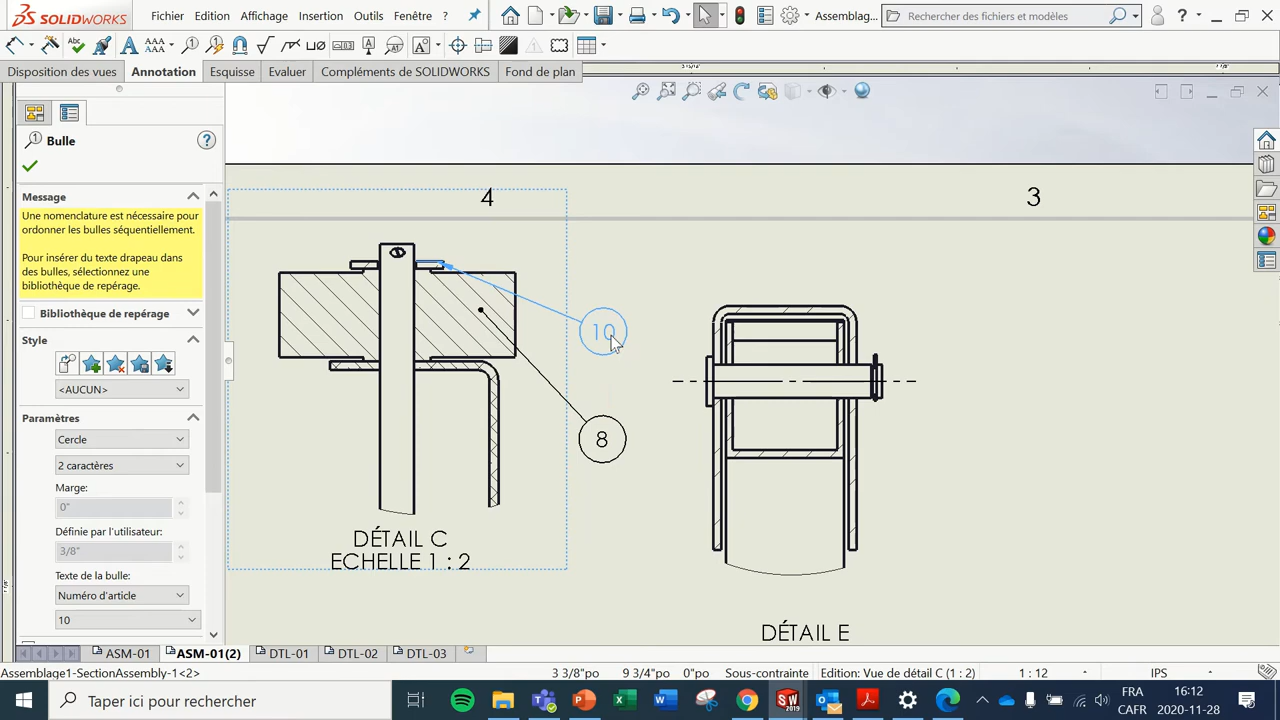 SOLIDWORKS
Fichier Edition Affichage Insertion Outils Fenêtre ? Assemblag... Rechercher des fichiers et modèles ?
Disposition des vues Annotation Esquisse Evaluer Compléments de SOLIDWORKS Fond de plan
Bulle ?
Message
Une nomenclature est nécessaire pour
ordonner les bulles séquentiellement.
Pour insérer du texte drapeau dans
des bulles, sélectionnez une
bibliothèque de repérage.
Bibliothèque de repérage
Style
<AUCUN>
Paramètres
Cercle
2 caractères
Marge:
0"
Définie par l'utilisateur:
3/8"
Texte de la bulle:
Numéro d'article
10
4
3
10
8
DÉTAIL C
ECHELLE 1 : 2
DÉTAIL E
ASM-01 ASM-01(2) DTL-01 DTL-02 DTL-03
Assemblage1-SectionAssembly-1<2> 3 3/8"po 9 3/4"po 0"po Sous-contrainte Edition: Vue de détail C (1 : 2) 1 : 12 IPS
Taper ici pour rechercher
FRA
CAFR
16:12
2020-11-28